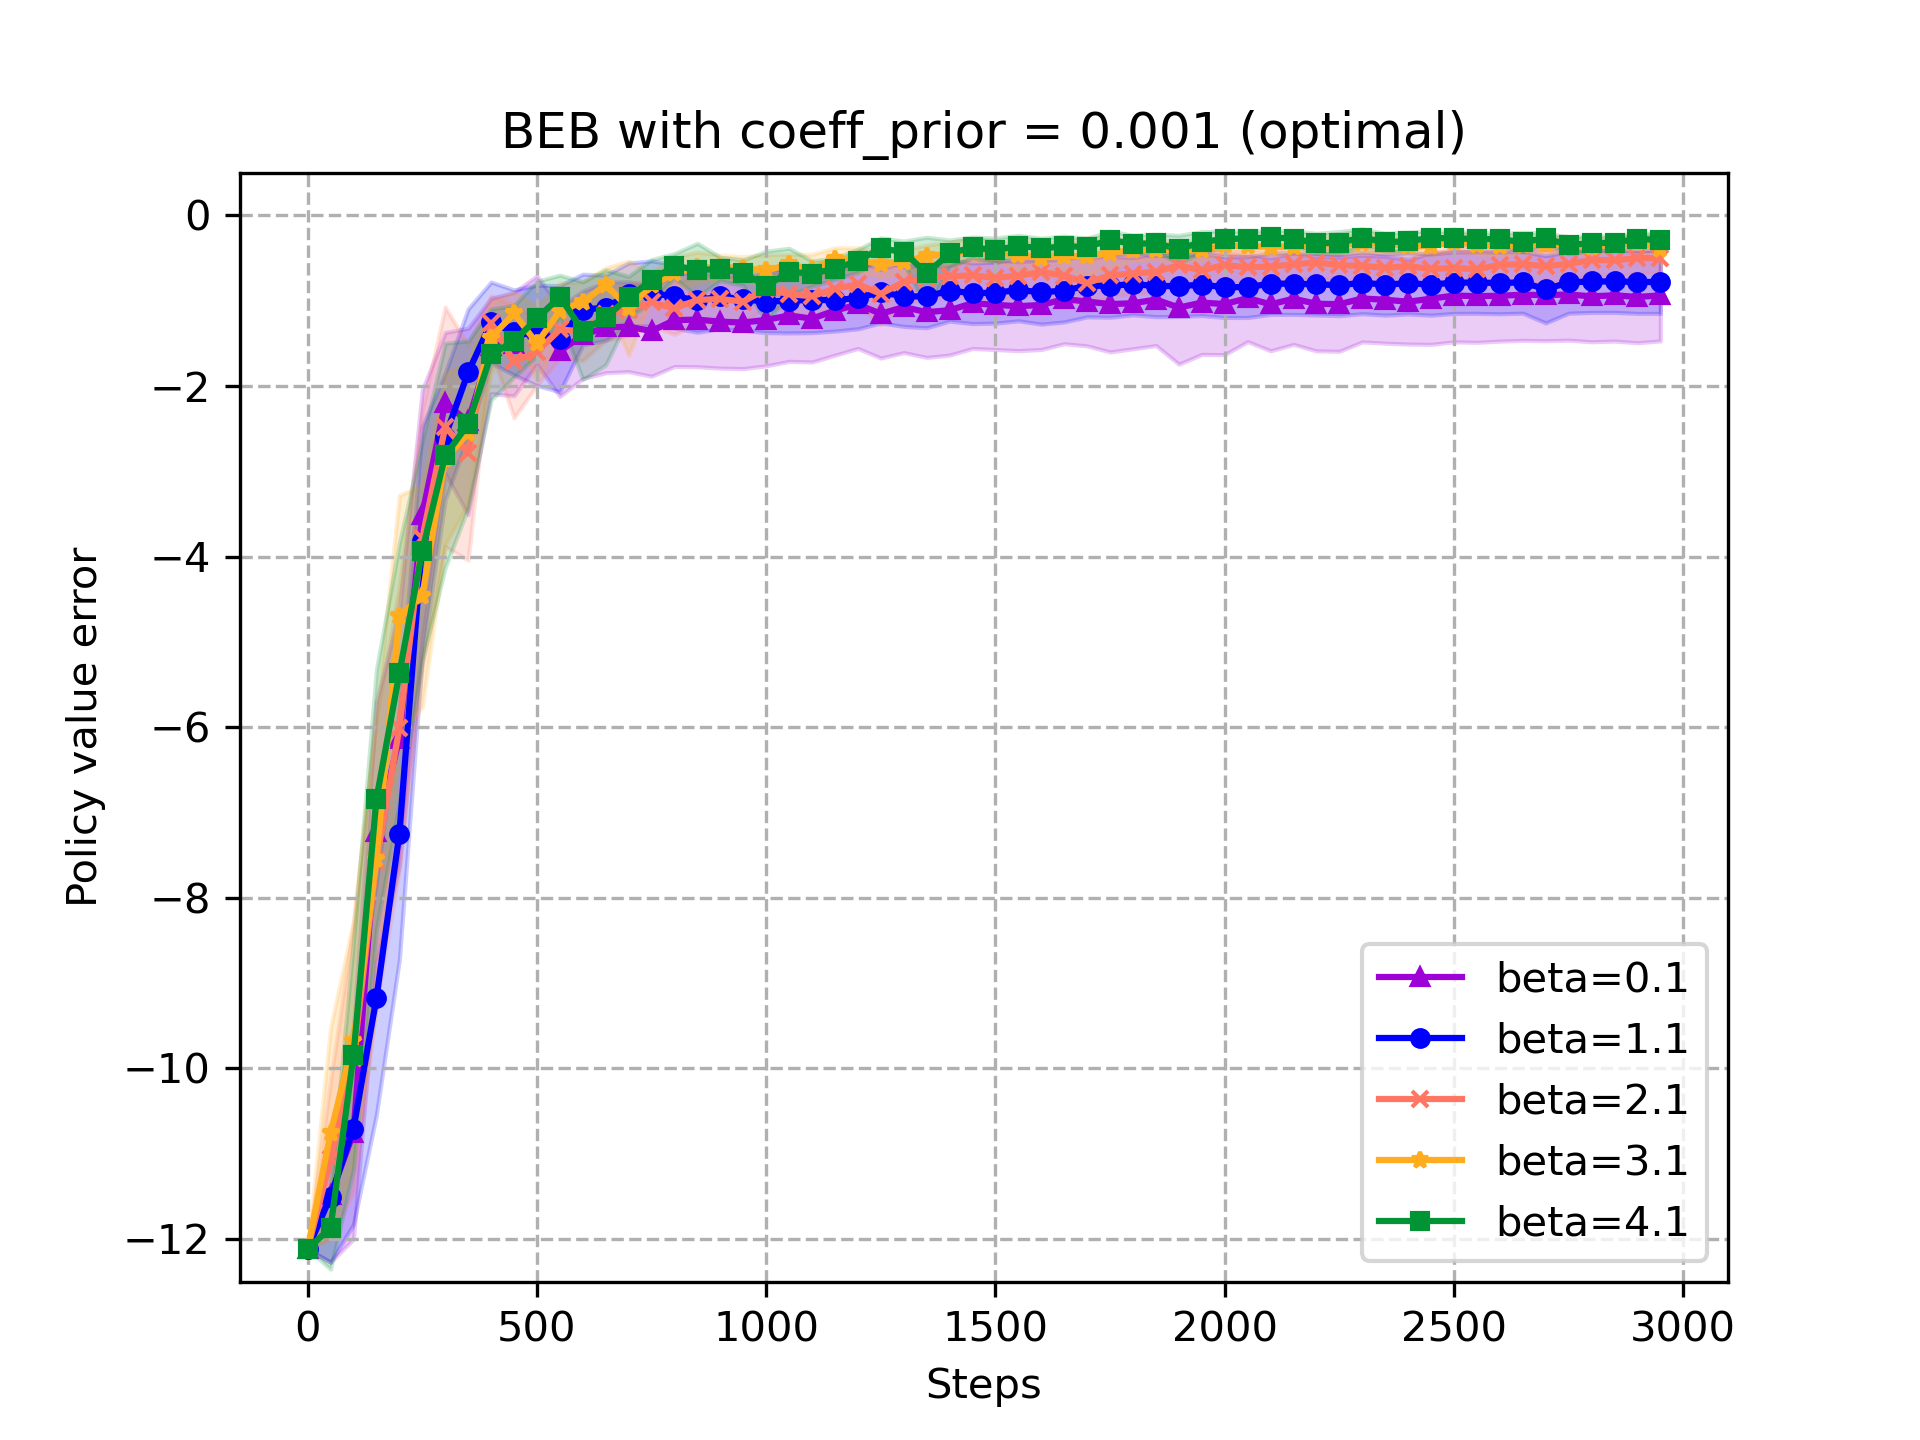 BEB with coeff_prior = 0.001 (optimal)
Policy value error
0
−2
−4
−6
−8
−10
−12
beta=0.1
beta=1.1
beta=2.1
beta=3.1
beta=4.1
0 500 1000 1500 2000 2500 3000
Steps